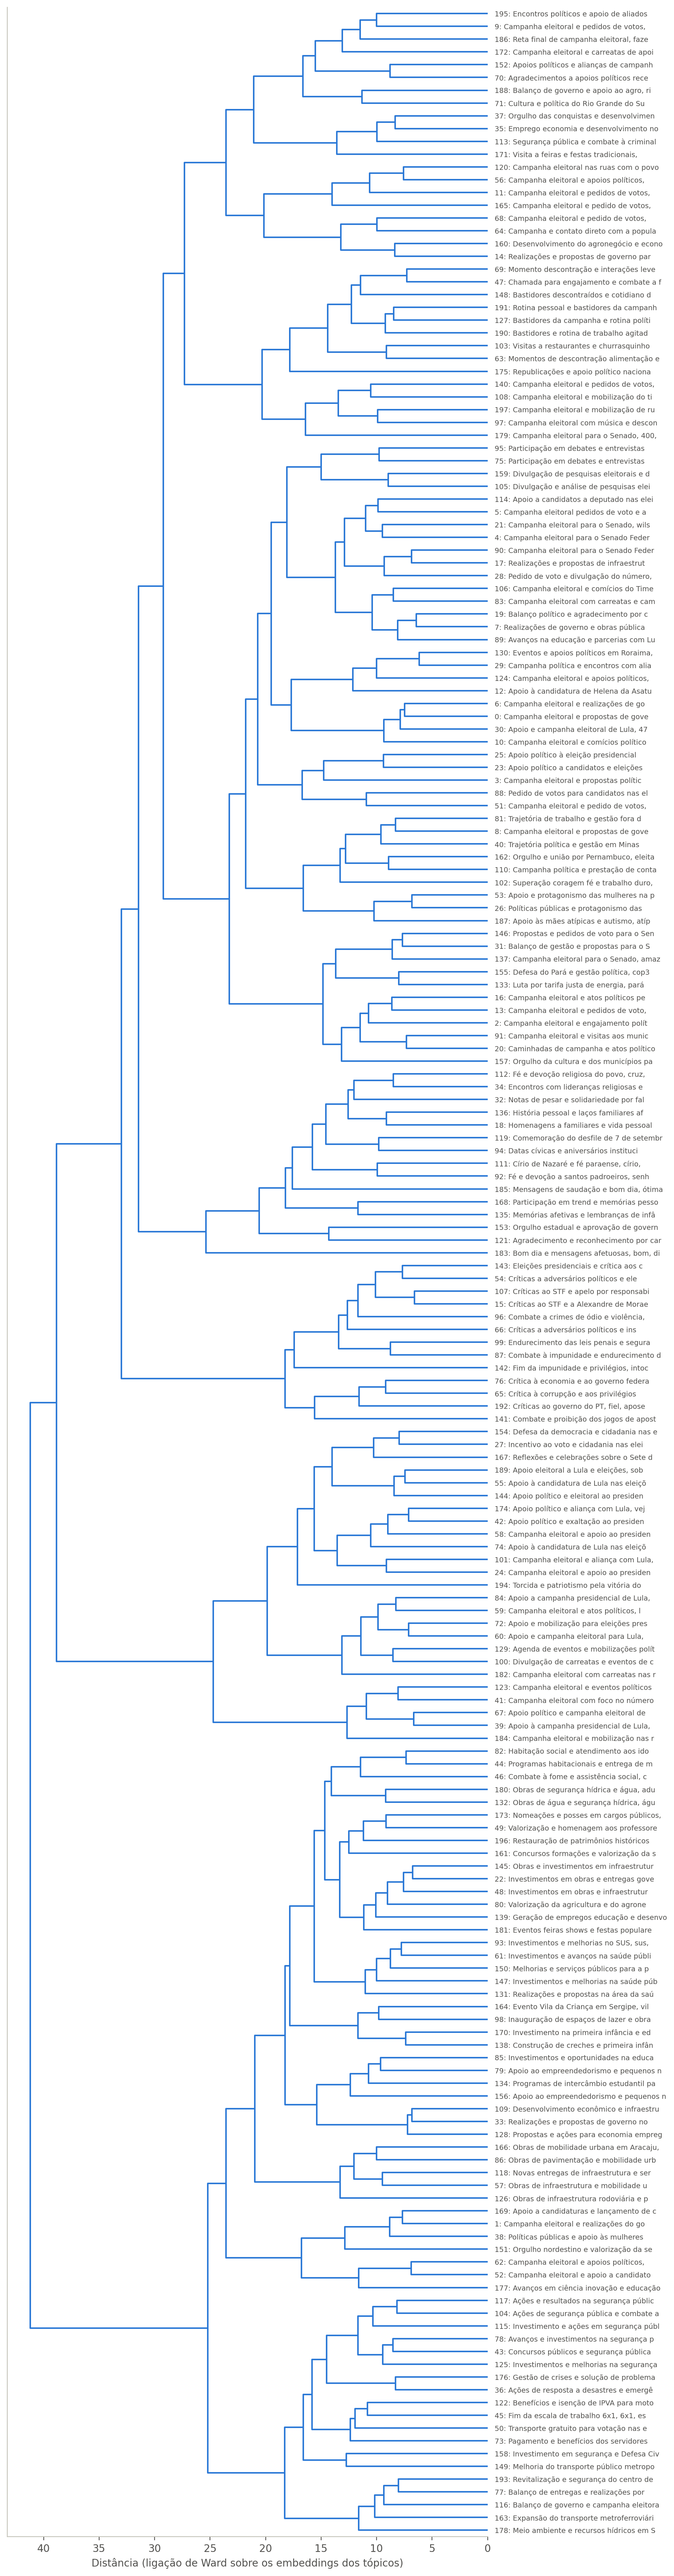 195: Encontros políticos e apoio de aliados
9: Campanha eleitoral e pedidos de votos,
186: Reta final de campanha eleitoral, faze
172: Campanha eleitoral e carreatas de apoi
152: Apoios políticos e alianças de campanh
70: Agradecimentos a apoios políticos rece
188: Balanço de governo e apoio ao agro, ri
71: Cultura e política do Rio Grande do Su
37: Orgulho das conquistas e desenvolvimen
35: Emprego economia e desenvolvimento no
113: Segurança pública e combate à criminal
171: Visita a feiras e festas tradicionais,
120: Campanha eleitoral nas ruas com o povo
56: Campanha eleitoral e apoios políticos,
11: Campanha eleitoral e pedidos de votos,
165: Campanha eleitoral e pedido de votos,
68: Campanha eleitoral e pedido de votos,
64: Campanha e contato direto com a popula
160: Desenvolvimento do agronegócio e econo
14: Realizações e propostas de governo par
69: Momento descontração e interações leve
47: Chamada para engajamento e combate a f
148: Bastidores descontraídos e cotidiano d
191: Rotina pessoal e bastidores da campanh
127: Bastidores da campanha e rotina políti
190: Bastidores e rotina de trabalho agitad
103: Visitas a restaurantes e churrasquinho
63: Momentos de descontração alimentação e
175: Republicações e apoio político naciona
140: Campanha eleitoral e pedidos de votos,
108: Campanha eleitoral e mobilização do ti
197: Campanha eleitoral e mobilização de ru
97: Campanha eleitoral com música e descon
179: Campanha eleitoral para o Senado, 400,
95: Participação em debates e entrevistas
75: Participação em debates e entrevistas
159: Divulgação de pesquisas eleitorais e d
105: Divulgação e análise de pesquisas elei
114: Apoio a candidatos a deputado nas elei
5: Campanha eleitoral pedidos de voto e a
21: Campanha eleitoral para o Senado, wils
4: Campanha eleitoral para o Senado Feder
90: Campanha eleitoral para o Senado Feder
17: Realizações e propostas de infraestrut
28: Pedido de voto e divulgação do número,
106: Campanha eleitoral e comícios do Time
83: Campanha eleitoral com carreatas e cam
19: Balanço político e agradecimento por c
7: Realizações de governo e obras pública
89: Avanços na educação e parcerias com Lu
130: Eventos e apoios políticos em Roraima,
29: Campanha política e encontros com alia
124: Campanha eleitoral e apoios políticos,
12: Apoio à candidatura de Helena da Asatu
6: Campanha eleitoral e realizações de go
0: Campanha eleitoral e propostas de gove
30: Apoio e campanha eleitoral de Lula, 47
10: Campanha eleitoral e comícios político
25: Apoio político à eleição presidencial
23: Apoio político a candidatos e eleições
3: Campanha eleitoral e propostas polític
88: Pedido de votos para candidatos nas el
51: Campanha eleitoral e pedido de votos,
81: Trajetória de trabalho e gestão fora d
8: Campanha eleitoral e propostas de gove
40: Trajetória política e gestão em Minas
162: Orgulho e união por Pernambuco, eleita
110: Campanha política e prestação de conta
102: Superação coragem fé e trabalho duro,
53: Apoio e protagonismo das mulheres na p
26: Políticas públicas e protagonismo das
187: Apoio às mães atípicas e autismo, atíp
146: Propostas e pedidos de voto para o Sen
31: Balanço de gestão e propostas para o S
137: Campanha eleitoral para o Senado, amaz
155: Defesa do Pará e gestão política, cop3
133: Luta por tarifa justa de energia, pará
16: Campanha eleitoral e atos políticos pe
13: Campanha eleitoral e pedidos de voto,
2: Campanha eleitoral e engajamento polít
91: Campanha eleitoral e visitas aos munic
20: Caminhadas de campanha e atos político
157: Orgulho da cultura e dos municípios pa
112: Fé e devoção religiosa do povo, cruz,
34: Encontros com lideranças religiosas e
32: Notas de pesar e solidariedade por fal
136: História pessoal e laços familiares af
18: Homenagens a familiares e vida pessoal
119: Comemoração do desfile de 7 de setembr
94: Datas cívicas e aniversários instituci
111: Círio de Nazaré e fé paraense, círio,
92: Fé e devoção a santos padroeiros, senh
185: Mensagens de saudação e bom dia, ótima
168: Participação em trend e memórias pesso
135: Memórias afetivas e lembranças de infâ
153: Orgulho estadual e aprovação de govern
121: Agradecimento e reconhecimento por car
183: Bom dia e mensagens afetuosas, bom, di
143: Eleições presidenciais e crítica aos c
54: Críticas a adversários políticos e ele
107: Críticas ao STF e apelo por responsabi
15: Críticas ao STF e a Alexandre de Morae
96: Combate a crimes de ódio e violência,
66: Críticas a adversários políticos e ins
99: Endurecimento das leis penais e segura
87: Combate à impunidade e endurecimento d
142: Fim da impunidade e privilégios, intoc
76: Crítica à economia e ao governo federa
65: Crítica à corrupção e aos privilégios
192: Críticas ao governo do PT, fiel, apose
141: Combate e proibição dos jogos de apost
154: Defesa da democracia e cidadania nas e
27: Incentivo ao voto e cidadania nas elei
167: Reflexões e celebrações sobre o Sete d
189: Apoio eleitoral a Lula e eleições, sob
55: Apoio à candidatura de Lula nas eleiçõ
144: Apoio político e eleitoral ao presiden
174: Apoio político e aliança com Lula, vej
42: Apoio político e exaltação ao presiden
58: Campanha eleitoral e apoio ao presiden
74: Apoio à candidatura de Lula nas eleiçõ
101: Campanha eleitoral e aliança com Lula,
24: Campanha eleitoral e apoio ao presiden
194: Torcida e patriotismo pela vitória do
84: Apoio a campanha presidencial de Lula,
59: Campanha eleitoral e atos políticos, l
72: Apoio e mobilização para eleições pres
60: Apoio e campanha eleitoral para Lula,
129: Agenda de eventos e mobilizações polít
100: Divulgação de carreatas e eventos de c
182: Campanha eleitoral com carreatas nas r
123: Campanha eleitoral e eventos políticos
41: Campanha eleitoral com foco no número
67: Apoio político e campanha eleitoral de
39: Apoio à campanha presidencial de Lula,
184: Campanha eleitoral e mobilização nas r
82: Habitação social e atendimento aos ido
44: Programas habitacionais e entrega de m
46: Combate à fome e assistência social, c
180: Obras de segurança hídrica e água, adu
132: Obras de água e segurança hídrica, águ
173: Nomeações e posses em cargos públicos,
49: Valorização e homenagem aos professore
196: Restauração de patrimônios históricos
161: Concursos formações e valorização da s
145: Obras e investimentos em infraestrutur
22: Investimentos em obras e entregas gove
48: Investimentos em obras e infraestrutur
80: Valorização da agricultura e do agrone
139: Geração de empregos educação e desenvo
181: Eventos feiras shows e festas populare
93: Investimentos e melhorias no SUS, sus,
61: Investimentos e avanços na saúde públi
150: Melhorias e serviços públicos para a p
147: Investimentos e melhorias na saúde púb
131: Realizações e propostas na área da saú
164: Evento Vila da Criança em Sergipe, vil
98: Inauguração de espaços de lazer e obra
170: Investimento na primeira infância e ed
138: Construção de creches e primeira infân
85: Investimentos e oportunidades na educa
79: Apoio ao empreendedorismo e pequenos n
134: Programas de intercâmbio estudantil pa
156: Apoio ao empreendedorismo e pequenos n
109: Desenvolvimento econômico e infraestru
33: Realizações e propostas de governo no
128: Propostas e ações para economia empreg
166: Obras de mobilidade urbana em Aracaju,
86: Obras de pavimentação e mobilidade urb
118: Novas entregas de infraestrutura e ser
57: Obras de infraestrutura e mobilidade u
126: Obras de infraestrutura rodoviária e p
169: Apoio a candidaturas e lançamento de c
1: Campanha eleitoral e realizações do go
38: Políticas públicas e apoio às mulheres
151: Orgulho nordestino e valorização da se
62: Campanha eleitoral e apoios políticos,
52: Campanha eleitoral e apoio a candidato
177: Avanços em ciência inovação e educação
117: Ações e resultados na segurança públic
104: Ações de segurança pública e combate a
115: Investimento e ações em segurança públ
78: Avanços e investimentos na segurança p
43: Concursos públicos e segurança pública
125: Investimentos e melhorias na segurança
176: Gestão de crises e solução de problema
36: Ações de resposta a desastres e emergê
122: Benefícios e isenção de IPVA para moto
45: Fim da escala de trabalho 6x1, 6x1, es
50: Transporte gratuito para votação nas e
73: Pagamento e benefícios dos servidores
158: Investimento em segurança e Defesa Civ
149: Melhoria do transporte público metropo
193: Revitalização e segurança do centro de
77: Balanço de entregas e realizações por
116: Balanço de governo e campanha eleitora
163: Expansão do transporte metroferroviári
178: Meio ambiente e recursos hídricos em S
40 35 30 25 20 15 10 5 0
Distância (ligação de Ward sobre os embeddings dos tópicos)